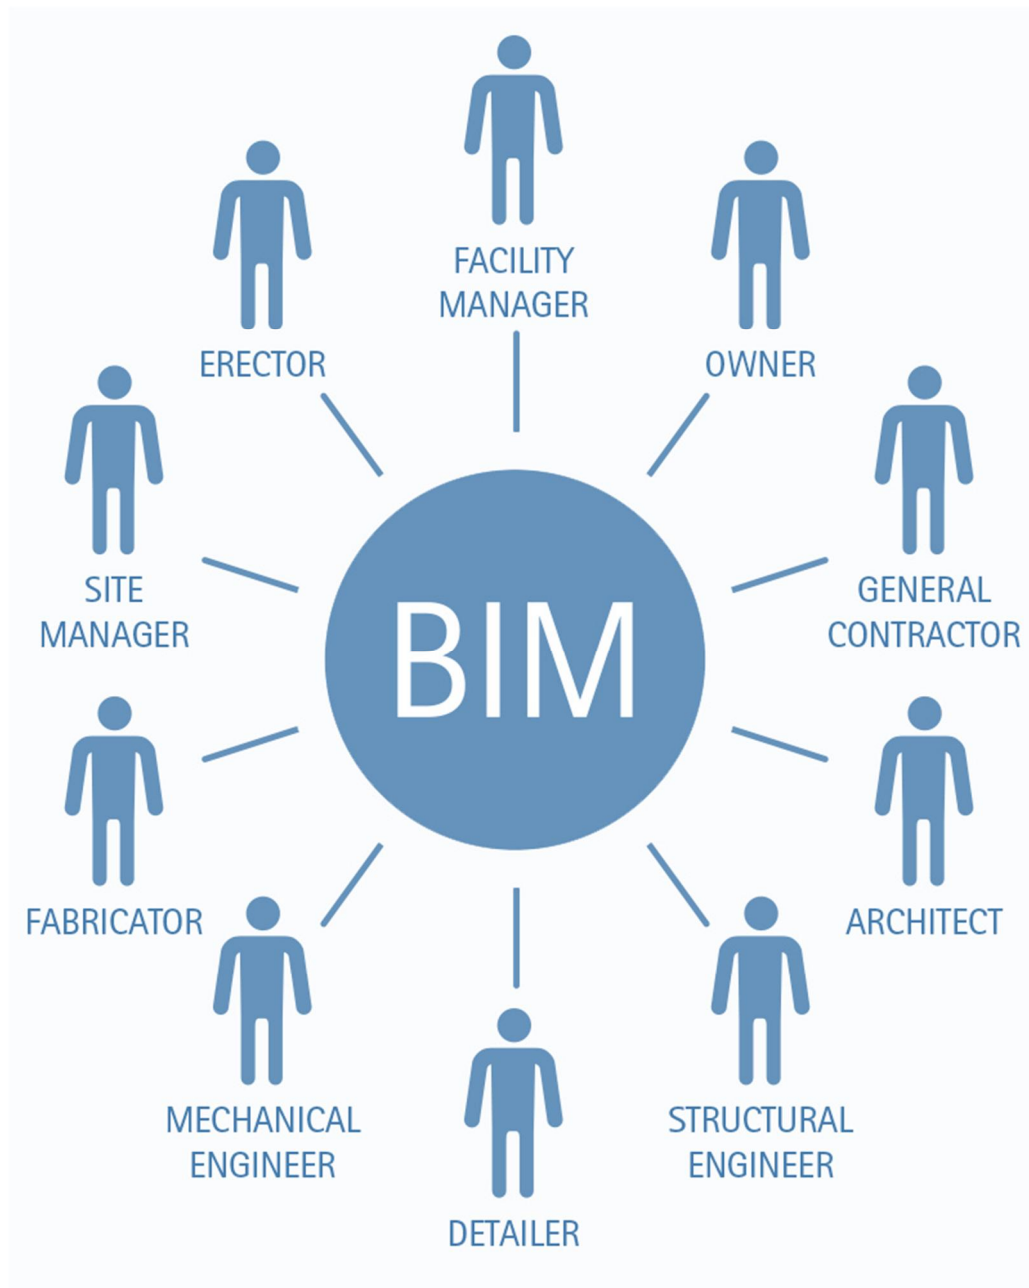 FACILITY
MANAGER
ERECTOR
OWNER
SITE
MANAGER
GENERAL
CONTRACTOR
BIM
FABRICATOR
ARCHITECT
MECHANICAL
ENGINEER
STRUCTURAL
ENGINEER
DETAILER